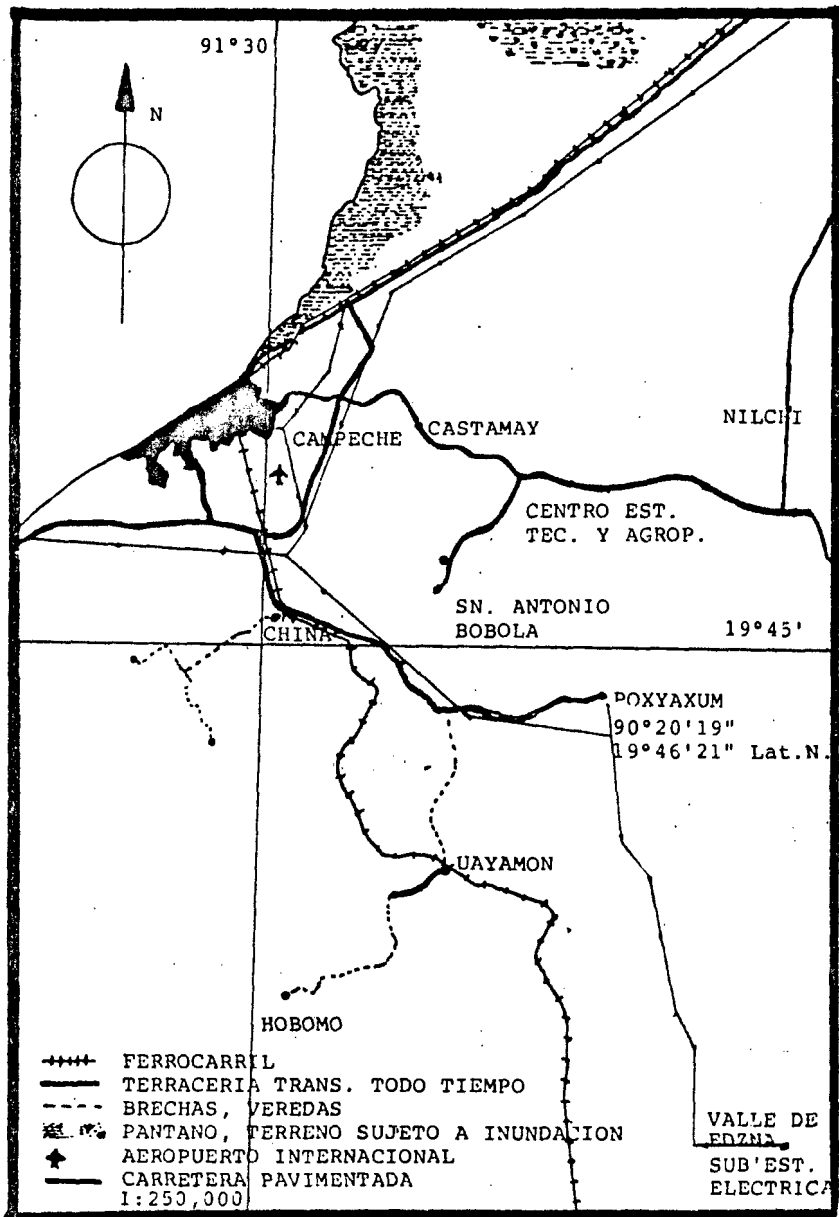 91°30
N
CAMPECHE
CASTAMAY
NILCHI
CENTRO EST.
TEC. Y AGROP.
SN. ANTONIO
BOBOLA
CHINA
19°45'
POXYAXUM
90°20'19"
19°46'21" Lat.N.
UAYAMON
HOBOMO
FERROCARRIL
TERRACERIA TRANS. TODO TIEMPO
BRECHAS, VEREDAS
PANTANO, TERRENO SUJETO A INUNDACION
AEROPUERTO INTERNACIONAL
CARRETERA PAVIMENTADA
1:250,000
VALLE DE
EDZNA
SUB'EST.
ELECTRICA